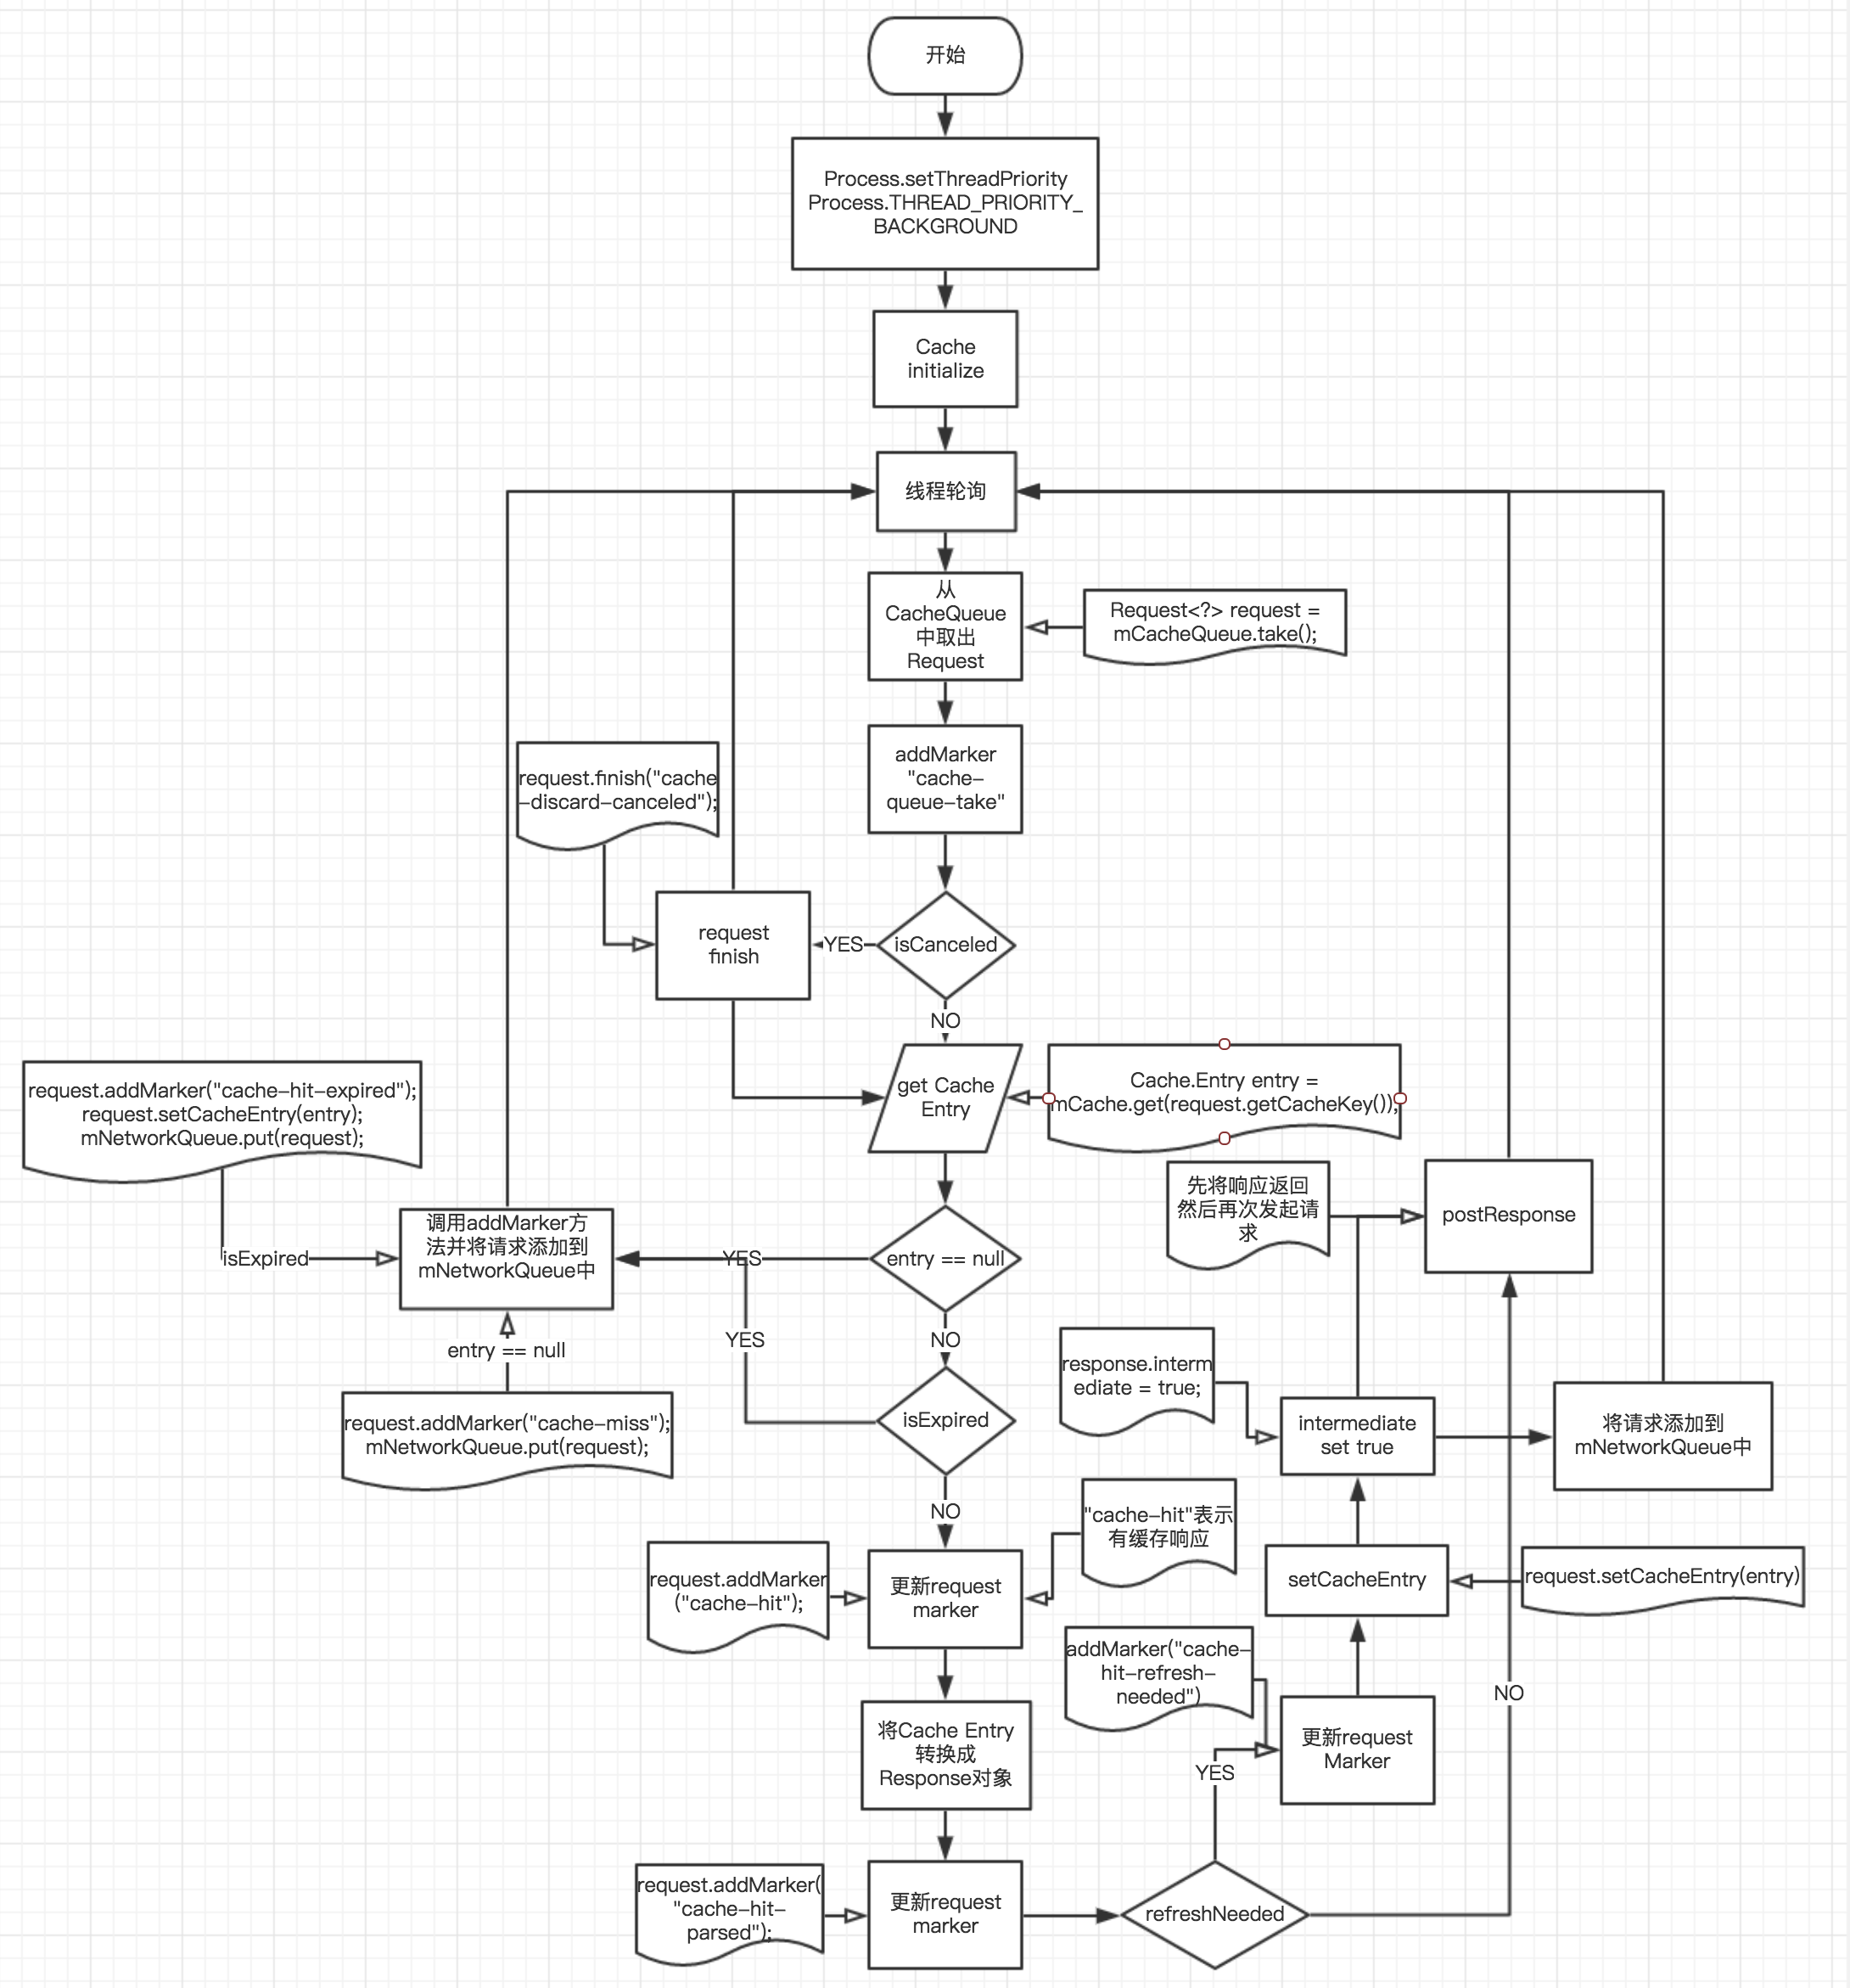 开始
Process.setThreadPriority
Process.THREAD_PRIORITY_
BACKGROUND
Cache
initialize
线程轮询
从
CacheQueue
中取出
Request
Request<?> request =
mCacheQueue.take();
addMarker
"cache-
queue-take"
request.finish("cache
-discard-canceled");
request
finish
YES
isCanceled
NO
get Cache
Entry
Cache.Entry entry =
mCache.get(request.getCacheKey());
request.addMarker("cache-hit-expired");
request.setCacheEntry(entry);
mNetworkQueue.put(request);
isExpired
调用addMarker方
法并将请求添加到
mNetworkQueue中
YES
entry == null
先将响应返回
然后再次发起请
求
postResponse
entry == null
YES
NO
request.addMarker("cache-miss");
mNetworkQueue.put(request);
isExpired
response.interm
ediate = true;
intermediate
set true
将请求添加到
mNetworkQueue中
NO
"cache-hit"表示
有缓存响应
request.addMarker
("cache-hit");
更新request
marker
setCacheEntry
request.setCacheEntry(entry)
addMarker("cache-
hit-refresh-
needed")
NO
将Cache Entry
转换成
Response对象
更新request
Marker
YES
request.addMarker(
"cache-hit-
parsed");
更新request
marker
refreshNeeded